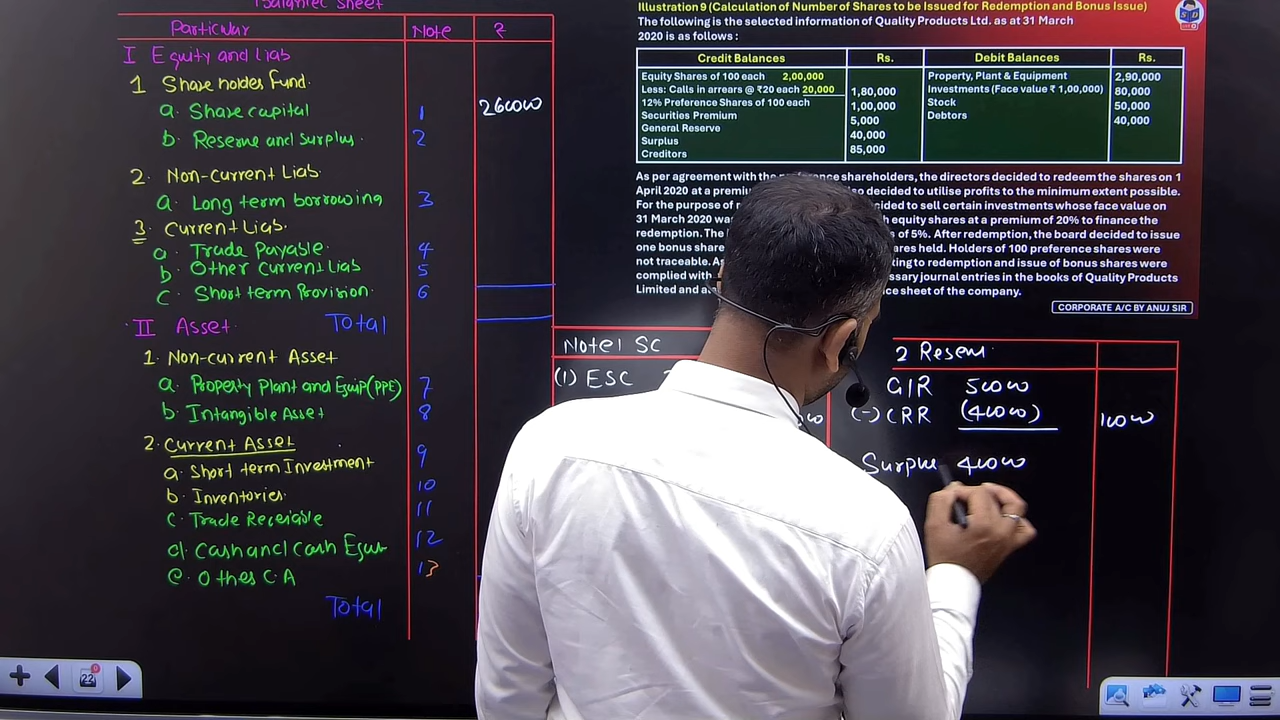 Balance Sheet
Particular Note ₹
I Equity and Liab
1 Share holder Fund.
a. Share capital 1 260000
b. Reserve and Surplus. 2
2. Non-current Liab.
a. Long term borrowing 3
3. Current Liab.
a. Trade Payable. 4
b. Other Current Liab 5
c. Short term Provision. 6
Total
II Asset.
1. Non-current Asset
a. Property Plant and Equip(PPE) 7
b. Intangible Asset 8
2. Current Asset
a. Short term Investment 9
b. Inventories. 10
c. Trade Receiable 11
d. Cash and Cash Equv 12
e. Other C.A 13
Total
22
Illustration 9 (Calculation of Number of Shares to be Issued for Redemption and Bonus Issue)
The following is the selected information of Quality Products Ltd. as at 31 March
2020 is as follows :
Credit Balances Rs. Debit Balances Rs.
Equity Shares of 100 each 2,00,000
Less: Calls in arrears @ ₹20 each 20,000 1,80,000
12% Preference Shares of 100 each 1,00,000
Securities Premium 5,000
General Reserve 40,000
Surplus 85,000
Creditors
Property, Plant & Equipment 2,90,000
Investments (Face value ₹ 1,00,000) 80,000
Stock 50,000
Debtors 40,000
As per agreement with the shareholders, the directors decided to redeem the shares on 1
April 2020 at a decided to utilise profits to the minimum extent possible.
For the purpose of to sell certain investments whose face value on
31 March 2020 equity shares at a premium of 20% to finance the
redemption. The of 5%. After redemption, the board decided to issue
one bonus share held. Holders of 100 preference shares were
not traceable. to redemption and issue of bonus shares were
complied with journal entries in the books of Quality Products
Limited and sheet of the company.
CORPORATE A/C BY ANUJ SIR
Note1 SC
(1) ESC
2 Reserv.
G/R 50000
(-) CRR (40000) 10000
Surplu 40000